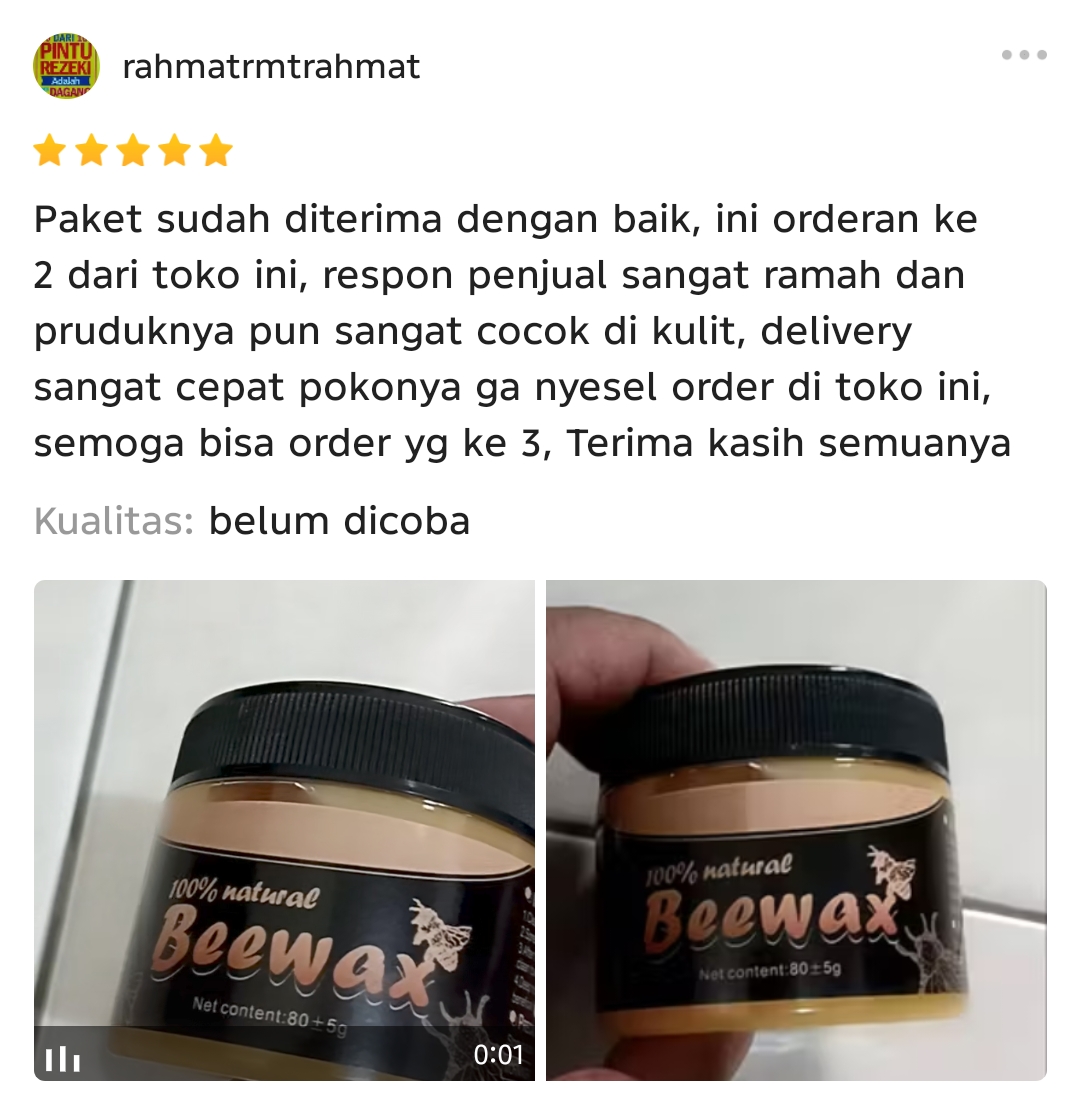 DARI
PINTU
REZEKI
Adalah
DAGANG
rahmatrmtrahmat
Paket sudah diterima dengan baik, ini orderan ke
2 dari toko ini, respon penjual sangat ramah dan
pruduknya pun sangat cocok di kulit, delivery
sangat cepat pokonya ga nyesel order di toko ini,
semoga bisa order yg ke 3, Terima kasih semuanya
Kualitas: belum dicoba
100% natural
Beewax
Net content:80±5g
0:01
100% natural
Beewax
Net content:80±5g